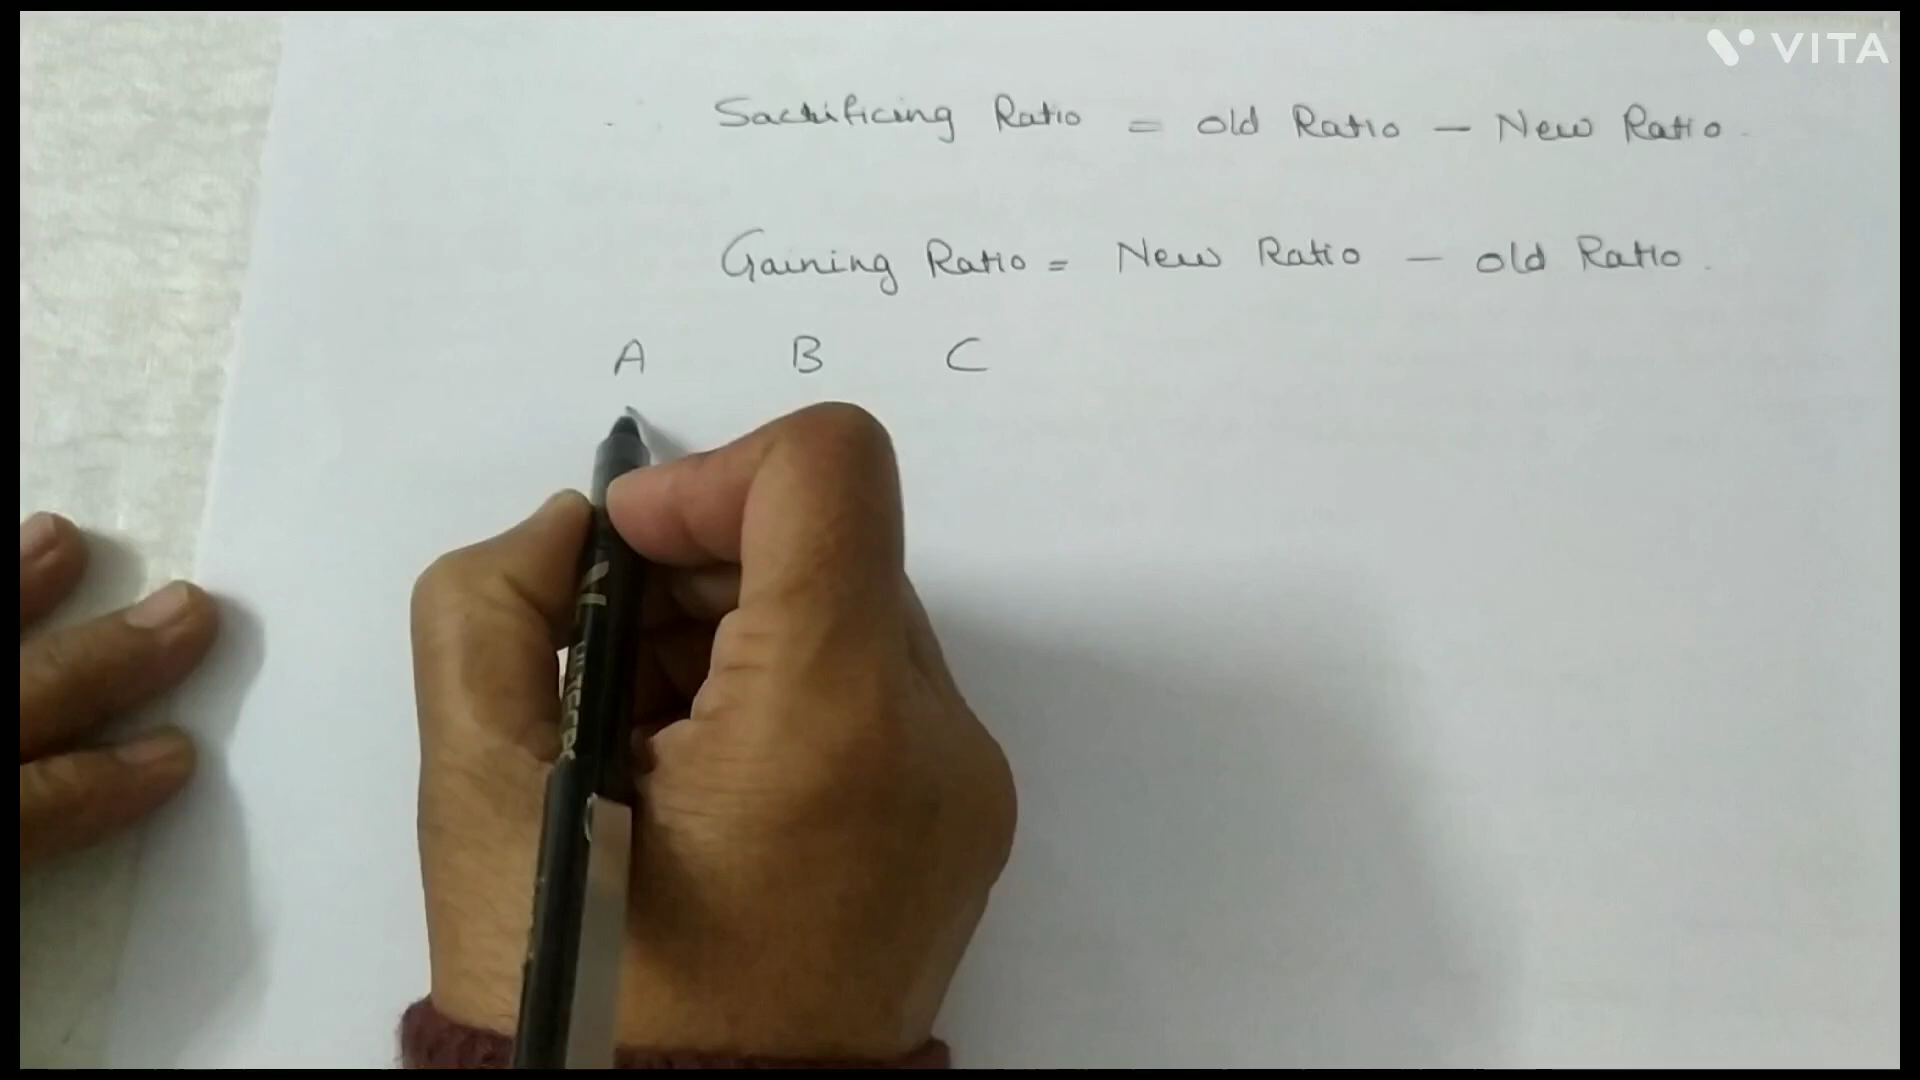 VITA
Sacrificing Ratio = old Ratio - New Ratio.
Gaining Ratio = New Ratio - old Ratio.
A B C